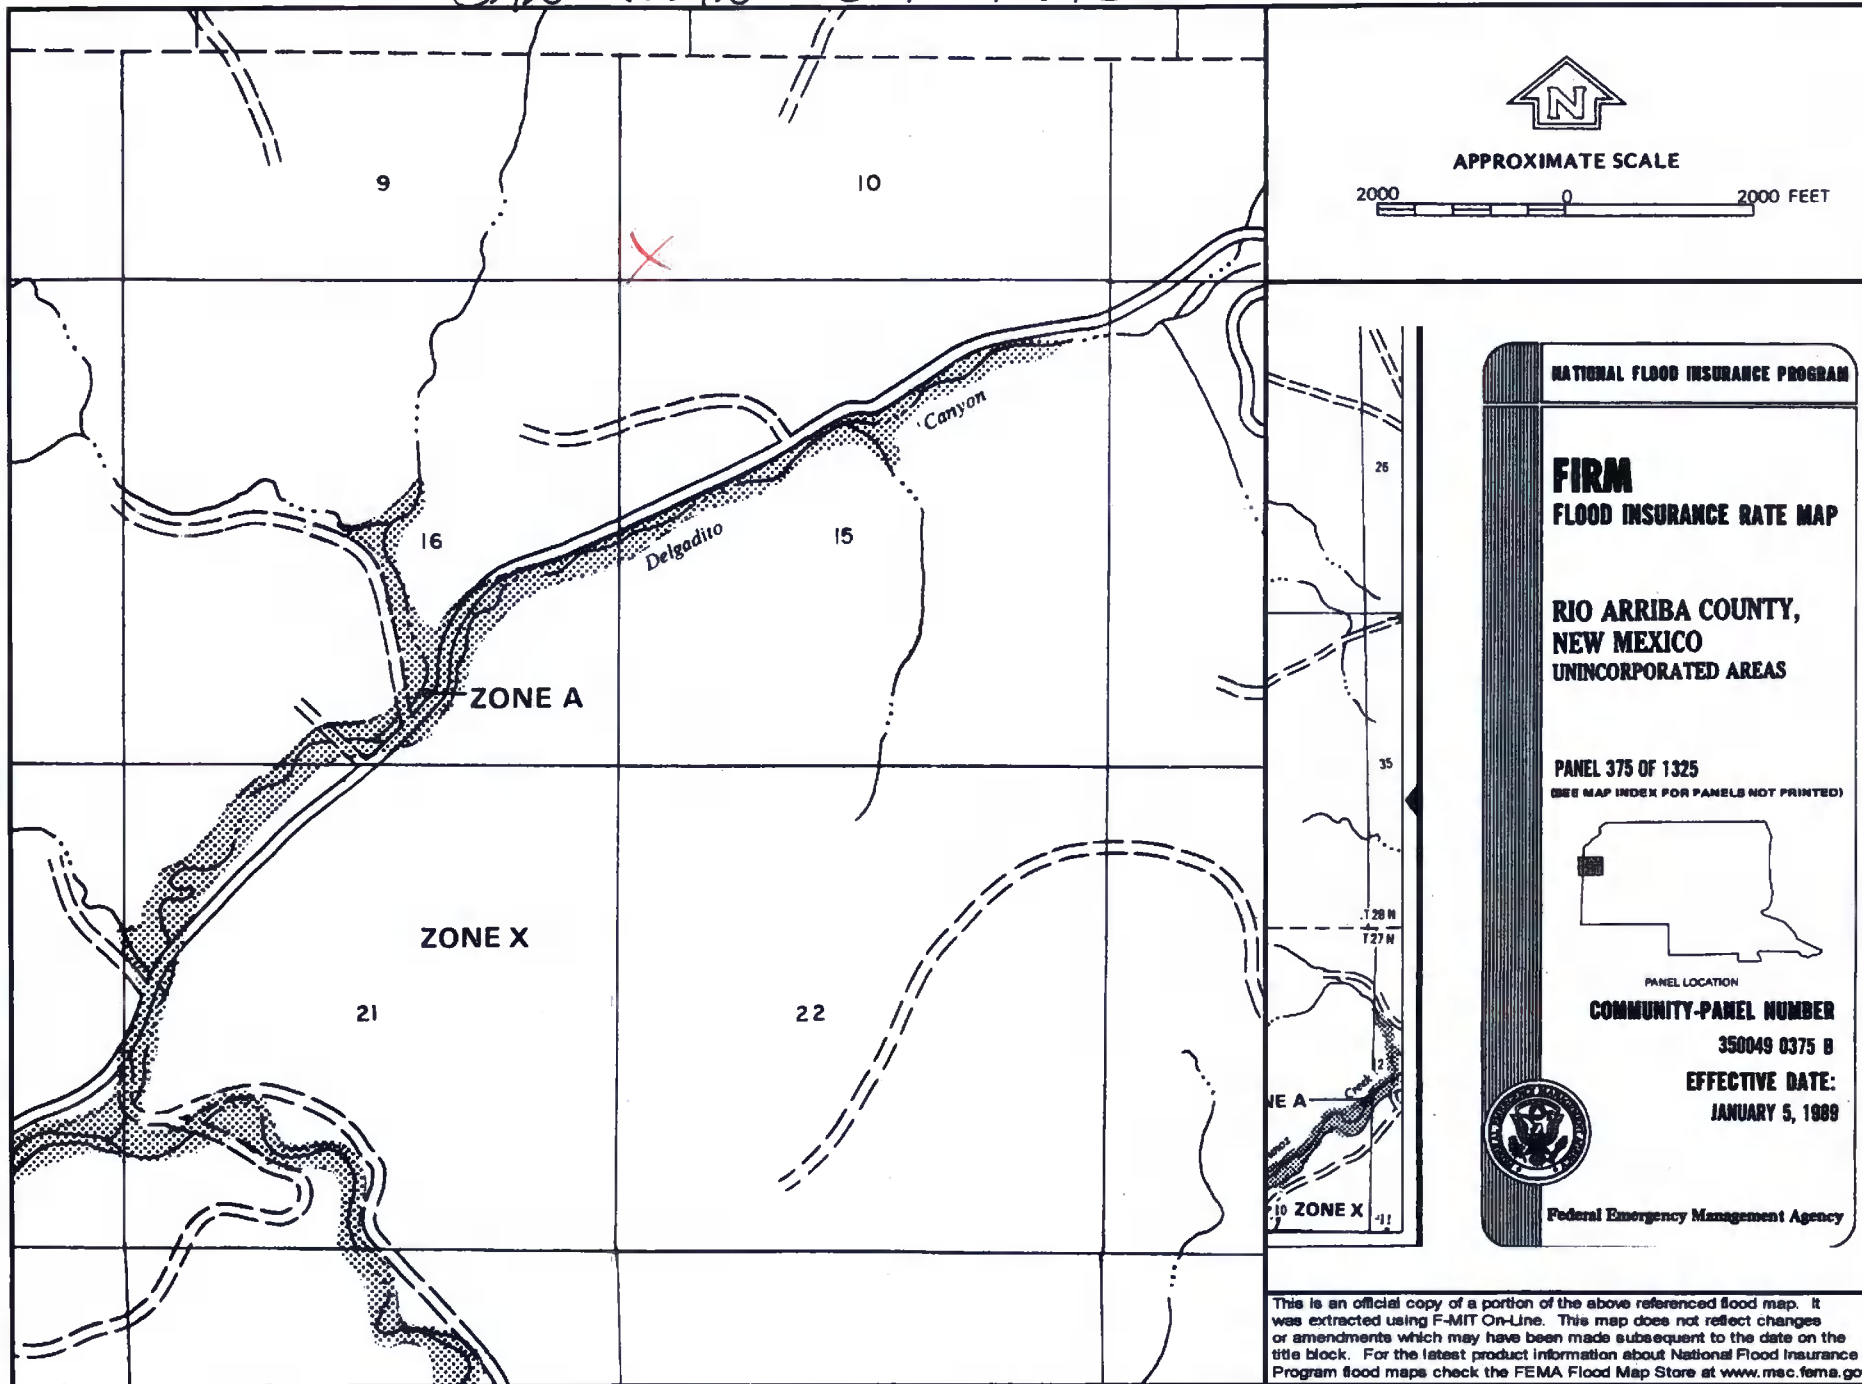 9
10
16
Canyon
Delgadito
15
ZONE A
ZONE X
21
22
N
APPROXIMATE SCALE
2000 0 2000 FEET
26
35
T28N
T27N
12
Creek
NE A
10 ZONE X 11
NATIONAL FLOOD INSURANCE PROGRAM
FIRM
FLOOD INSURANCE RATE MAP
RIO ARRIBA COUNTY,
NEW MEXICO
UNINCORPORATED AREAS
PANEL 375 OF 1325
(SEE MAP INDEX FOR PANELS NOT PRINTED)
PANEL LOCATION
COMMUNITY-PANEL NUMBER
350049 0375 B
EFFECTIVE DATE:
JANUARY 5, 1989
Federal Emergency Management Agency
This is an official copy of a portion of the above referenced flood map. It
was extracted using F-MIT On-Line. This map does not reflect changes
or amendments which may have been made subsequent to the date on the
title block. For the latest product information about National Flood Insurance
Program flood maps check the FEMA Flood Map Store at www.msc.fema.go